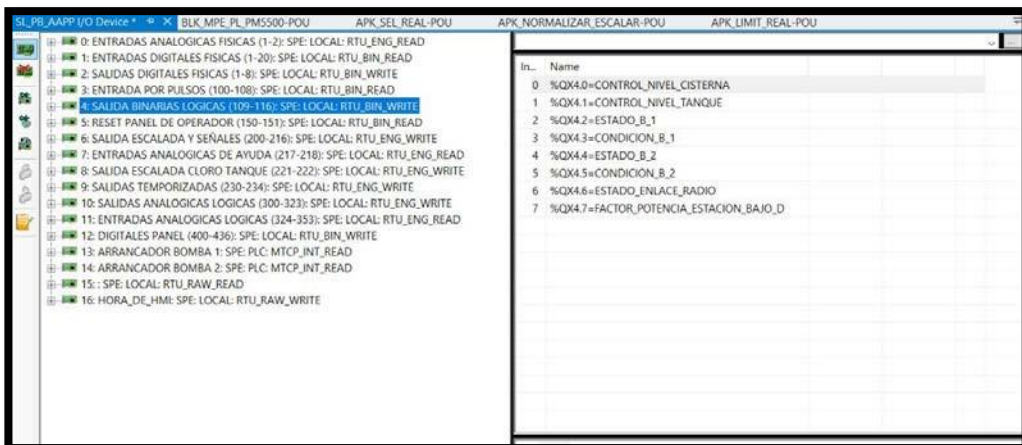 SL_PB_AAPP I/O Device * BLK_MPE_PL_PM5500-POU APK_SEL_REAL-POU APK_NORMALIZAR_ESCALAR-POU APK_LIMIT_REAL-POU
0: ENTRADAS ANALOGICAS FISICAS (1-2): SPE: LOCAL: RTU_ENG_READ
1: ENTRADAS DIGITALES FISICAS (1-20): SPE: LOCAL: RTU_BIN_READ
2: SALIDAS DIGITALES FISICAS (1-8): SPE: LOCAL: RTU_BIN_WRITE
3: ENTRADA POR PULSOS (100-108): SPE: LOCAL: RTU_BIN_READ
4: SALIDA BINARIAS LOGICAS (109-116): SPE: LOCAL: RTU_BIN_WRITE
5: RESET PANEL DE OPERADOR (150-151): SPE: LOCAL: RTU_BIN_READ
6: SALIDA ESCALADA Y SEÑALES (200-216): SPE: LOCAL: RTU_ENG_WRITE
7: ENTRADAS ANALOGICAS DE AYUDA (217-218): SPE: LOCAL: RTU_ENG_READ
8: SALIDA ESCALADA CLORO TANQUE (221-222): SPE: LOCAL: RTU_ENG_WRITE
9: SALIDAS TEMPORIZADAS (230-234): SPE: LOCAL: RTU_ENG_WRITE
10: SALIDAS ANALOGICAS LOGICAS (300-323): SPE: LOCAL: RTU_ENG_WRITE
11: ENTRADAS ANALOGICAS LOGICAS (324-353): SPE: LOCAL: RTU_ENG_READ
12: DIGITALES PANEL (400-436): SPE: LOCAL: RTU_BIN_WRITE
13: ARRANCADOR BOMBA 1: SPE: PLC: MTCP_INT_READ
14: ARRANCADOR BOMBA 2: SPE: PLC: MTCP_INT_READ
15: : SPE: LOCAL: RTU_RAW_READ
16: HORA_DE_HMI: SPE: LOCAL: RTU_RAW_WRITE
In... Name
0 %QX4.0=CONTROL_NIVEL_CISTERNA
1 %QX4.1=CONTROL_NIVEL_TANQUE
2 %QX4.2=ESTADO_B_1
3 %QX4.3=CONDICION_B_1
4 %QX4.4=ESTADO_B_2
5 %QX4.5=CONDICION_B_2
6 %QX4.6=ESTADO_ENLACE_RADIO
7 %QX4.7=FACTOR_POTENCIA_ESTACION_BAJO_D